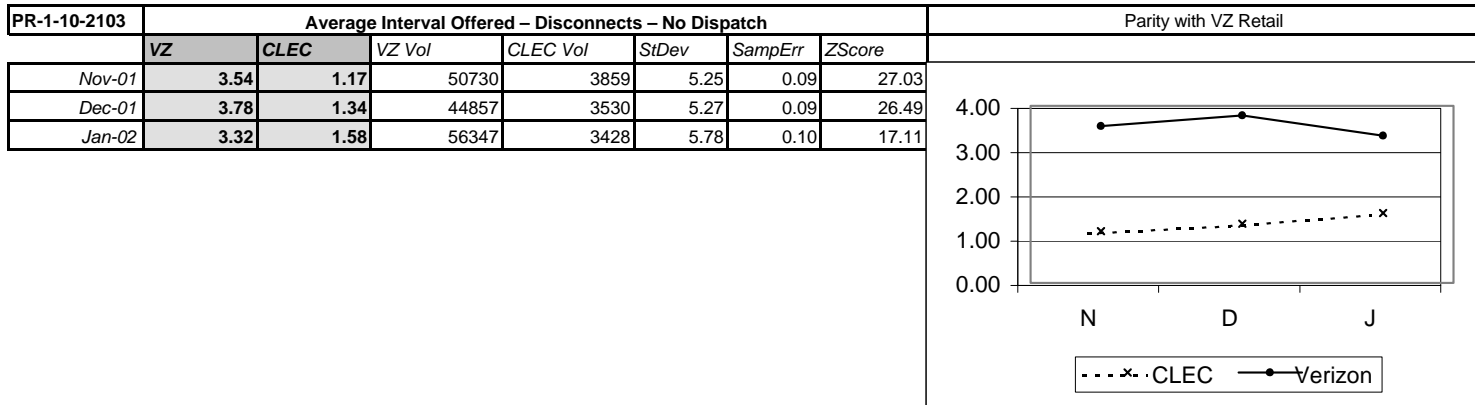 PR-1-10-2103 Average Interval Offered – Disconnects – No Dispatch Parity with VZ Retail
VZ CLEC VZ Vol CLEC Vol StDev SampErr ZScore
Nov-01 3.54 1.17 50730 3859 5.25 0.09 27.03
Dec-01 3.78 1.34 44857 3530 5.27 0.09 26.49
Jan-02 3.32 1.58 56347 3428 5.78 0.10 17.11
4.00
3.00
2.00
1.00
0.00
N D J
CLEC Verizon